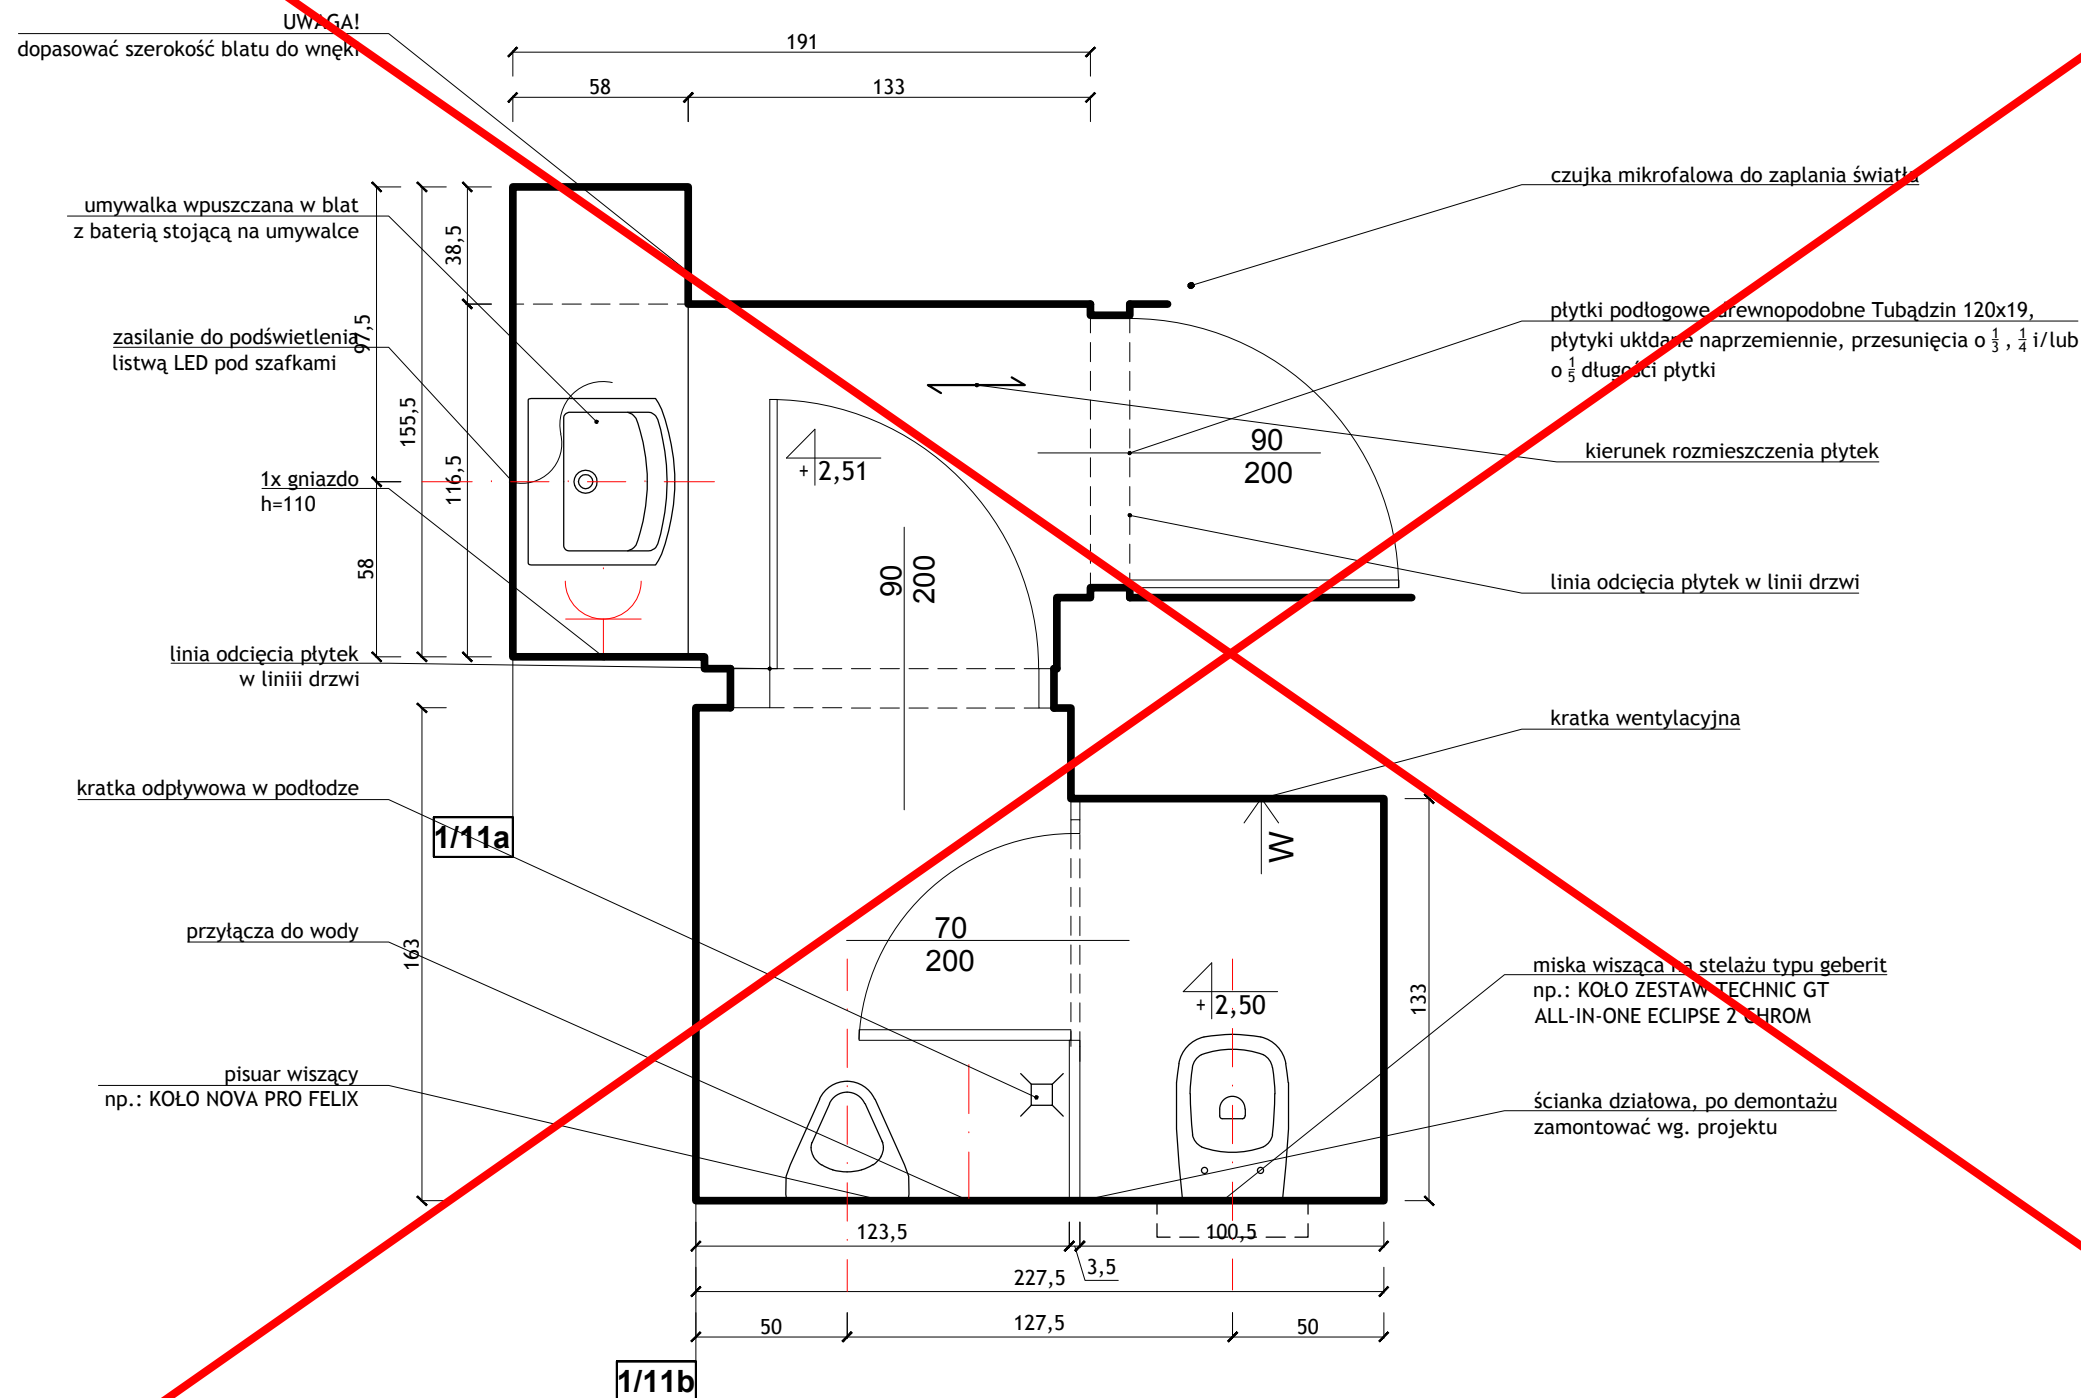 UWAGA!
dopasować szerokość blatu do wnęki
191
58
133
czujka mikrofalowa do zaplania światła
umywalka wpuszczana w blat
z baterią stojącą na umywalce
38,5
97,5
155,5
116,5
58
zasilanie do podświetlenia
listwą LED pod szafkami
płytki podłogowe drewnopodobne Tubądzin 120x19,
płytyki ukłdane naprzemiennie, przesunięcia o 1/3 , 1/4 i/lub
o 1/5 długości płytki
90
200
kierunek rozmieszczenia płytek
+ 2,51
1x gniazdo
h=110
90
200
linia odcięcia płytek w linii drzwi
linia odcięcia płytek
w liniii drzwi
kratka wentylacyjna
kratka odpływowa w podłodze
1/11a
W
przyłącza do wody
163
70
200
133
+ 2,50
miska wisząca na stelażu typu geberit
np.: KOŁO ZESTAW TECHNIC GT
ALL-IN-ONE ECLIPSE 2 CHROM
pisuar wiszący
np.: KOŁO NOVA PRO FELIX
ścianka działowa, po demontażu
zamontować wg. projektu
123,5
100,5
3,5
227,5
50
127,5
50
1/11b